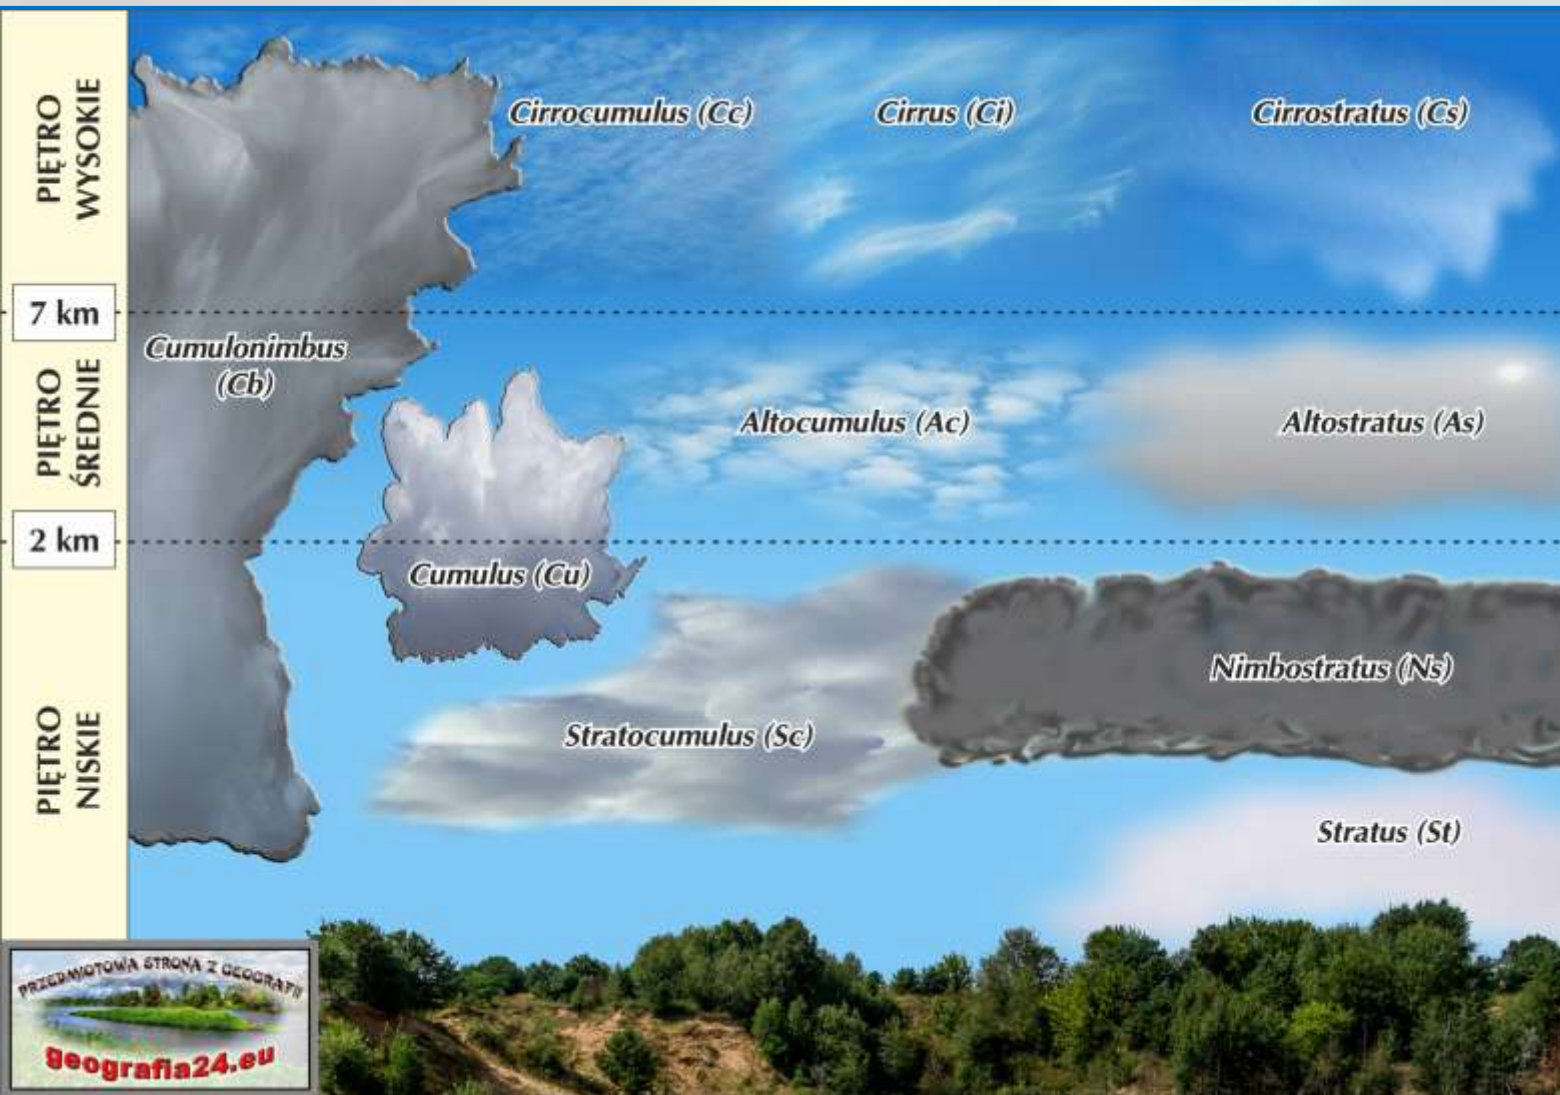 PIĘTRO
WYSOKIE
Cirrocumulus (Cc)
Cirrus (Ci)
Cirrostratus (Cs)
7 km
Cumulonimbus
(Cb)
PIĘTRO
ŚREDNIE
Altocumulus (Ac)
Altostratus (As)
2 km
Cumulus (Cu)
Nimbostratus (Ns)
Stratocumulus (Sc)
PIĘTRO
NISKIE
Stratus (St)
PRZEDMIOTOWA STRONA Z GEOGRAFII
geografia24.eu